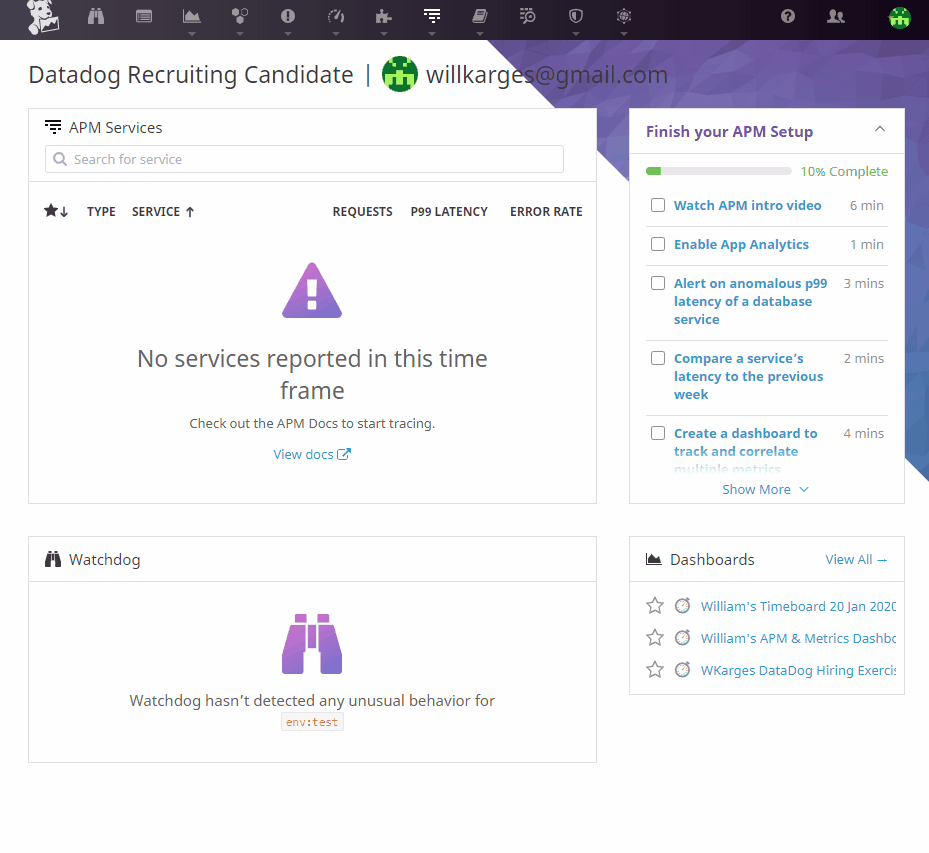 Datadog Recruiting Candidate | willkarges@gmail.com
APM Services
Search for service
TYPE SERVICE REQUESTS P99 LATENCY ERROR RATE
No services reported in this time
frame
Check out the APM Docs to start tracing.
View docs
Finish your APM Setup
10% Complete
Watch APM intro video 6 min
Enable App Analytics 1 min
Alert on anomalous p99 3 mins
latency of a database
service
Compare a service's 2 mins
latency to the previous
week
Create a dashboard to 4 mins
track and correlate
multiple metrics
Show More
Watchdog
Watchdog hasn't detected any unusual behavior for
env:test
Dashboards View All →
William's Timeboard 20 Jan 2020
William's APM & Metrics Dashbo
WKarges DataDog Hiring Exercis